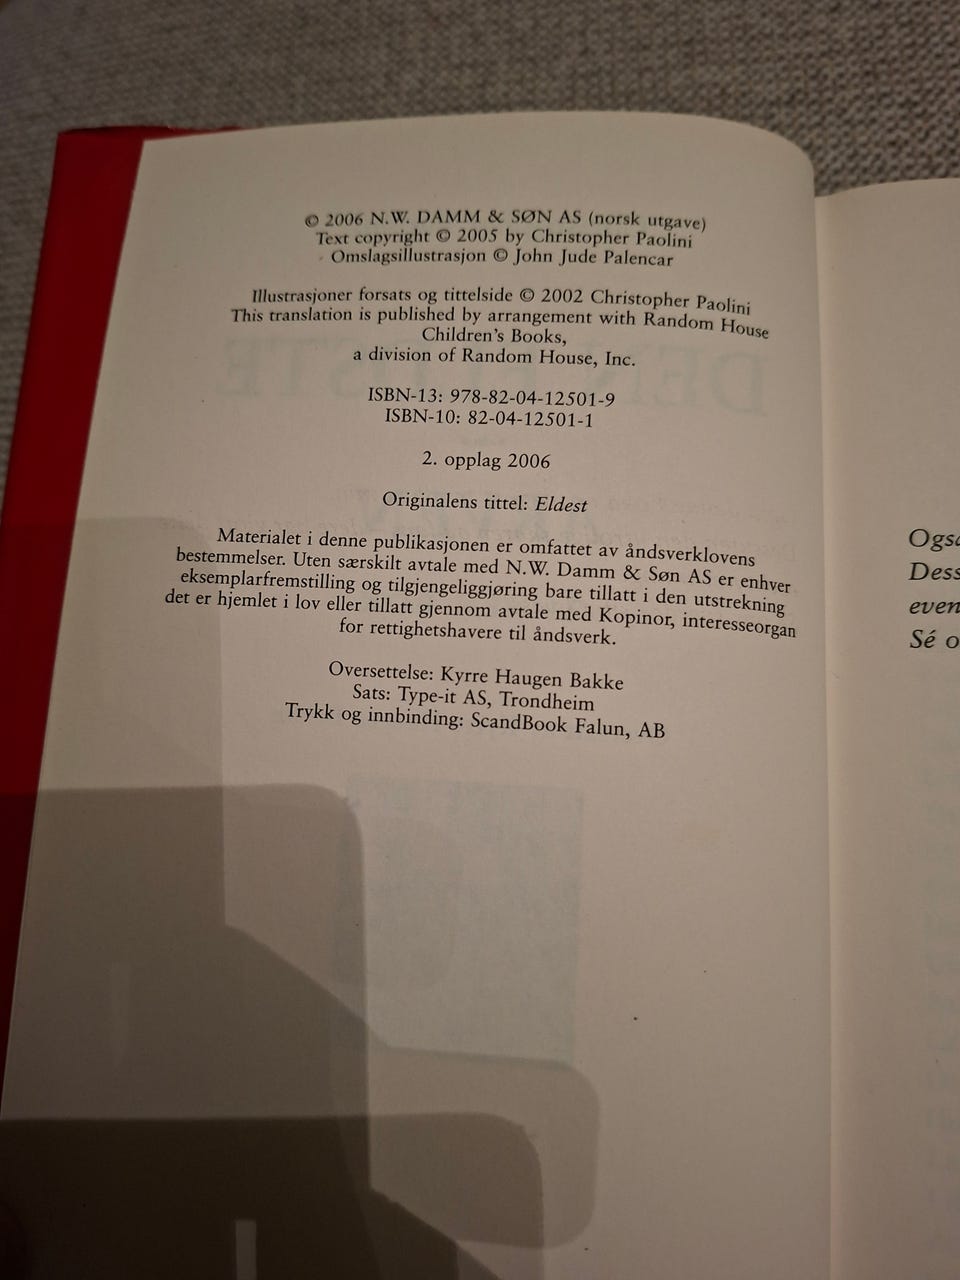 © 2006 N.W. DAMM & SØN AS (norsk utgave)
Text copyright © 2005 by Christopher Paolini
Omslagsillustrasjon © John Jude Palencar
Illustrasjoner forsats og tittelside © 2002 Christopher Paolini
This translation is published by arrangement with Random House
Children's Books,
a division of Random House, Inc.
ISBN-13: 978-82-04-12501-9
ISBN-10: 82-04-12501-1
2. opplag 2006
Originalens tittel: Eldest
Materialet i denne publikasjonen er omfattet av åndsverklovens
bestemmelser. Uten særskilt avtale med N.W. Damm & Søn AS er enhver
eksemplarfremstilling og tilgjengeliggjøring bare tillatt i den utstrekning
det er hjemlet i lov eller tillatt gjennom avtale med Kopinor, interesseorgan
for rettighetshavere til åndsverk.
Oversettelse: Kyrre Haugen Bakke
Sats: Type-it AS, Trondheim
Trykk og innbinding: ScandBook Falun, AB
Dess
even
Sé o